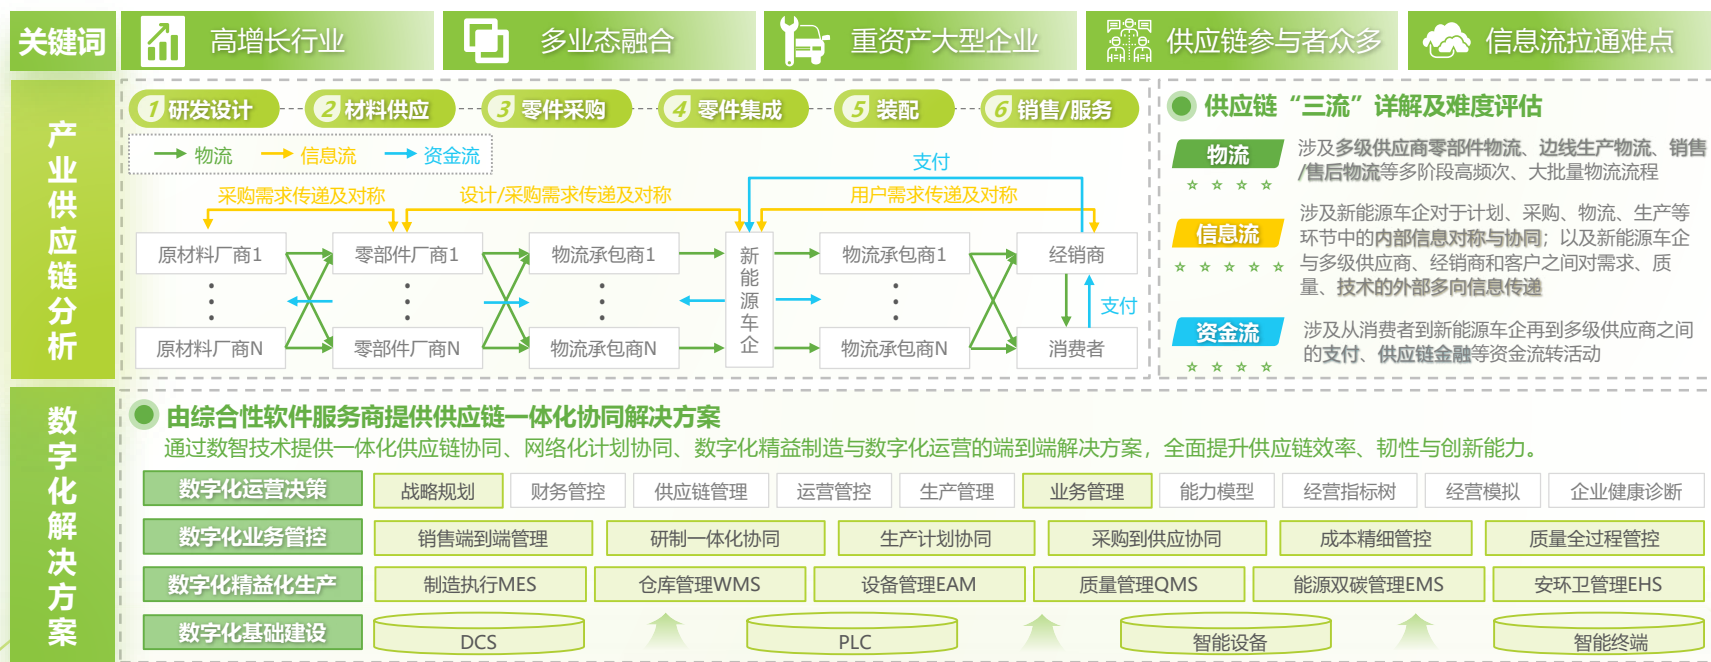 关键词
高增长行业
多业态融合
重资产大型企业
供应链参与者众多
信息流拉通难点
产业供应链分析
1 研发设计
2 材料供应
3 零件采购
4 零件集成
5 装配
6 销售/服务
物流
信息流
资金流
支付
采购需求传递及对称
设计/采购需求传递及对称
用户需求传递及对称
原材料厂商1
零部件厂商1
物流承包商1
新能源车企
物流承包商1
经销商
支付
原材料厂商N
零部件厂商N
物流承包商N
物流承包商N
消费者
供应链“三流”详解及难度评估
物流
涉及多级供应商零部件物流、边线生产物流、销售
/售后物流等多阶段高频次、大批量物流流程
信息流
涉及新能源车企对于计划、采购、物流、生产等
环节中的内部信息对称与协同；以及新能源车企
与多级供应商、经销商和客户之间对需求、质
量、技术的外部多向信息传递
资金流
涉及从消费者到新能源车企再到多级供应商之间
的支付、供应链金融等资金流转活动
数字化解决方案
由综合性软件服务商提供供应链一体化协同解决方案
通过数智技术提供一体化供应链协同、网络化计划协同、数字化精益制造与数字化运营的端到端解决方案，全面提升供应链效率、韧性与创新能力。
数字化运营决策
战略规划
财务管控
供应链管理
运营管控
生产管理
业务管理
能力模型
经营指标树
经营模拟
企业健康诊断
数字化业务管控
销售端到端管理
研制一体化协同
生产计划协同
采购到供应协同
成本精细管控
质量全过程管控
数字化精益化生产
制造执行MES
仓库管理WMS
设备管理EAM
质量管理QMS
能源双碳管理EMS
安环卫管理EHS
数字化基础建设
DCS
PLC
智能设备
智能终端